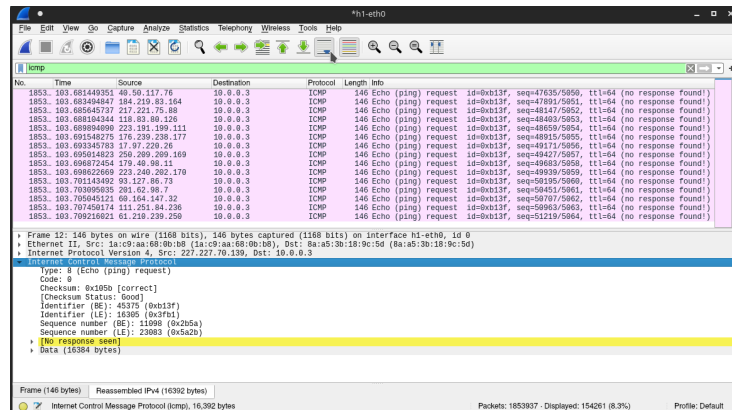 *h1-eth0
File Edit View Go Capture Analyze Statistics Telephony Wireless Tools Help
icmp
No. Time Source Destination Protocol Length Info
1853… 103.681449351 40.50.117.76 10.0.0.3 ICMP 146 Echo (ping) request id=0xb13f, seq=47635/5050, ttl=64 (no response found!)
1853… 103.683494847 184.219.83.164 10.0.0.3 ICMP 146 Echo (ping) request id=0xb13f, seq=47891/5051, ttl=64 (no response found!)
1853… 103.685645737 217.221.75.88 10.0.0.3 ICMP 146 Echo (ping) request id=0xb13f, seq=48147/5052, ttl=64 (no response found!)
1853… 103.688104344 118.83.80.126 10.0.0.3 ICMP 146 Echo (ping) request id=0xb13f, seq=48403/5053, ttl=64 (no response found!)
1853… 103.689894090 223.191.199.111 10.0.0.3 ICMP 146 Echo (ping) request id=0xb13f, seq=48659/5054, ttl=64 (no response found!)
1853… 103.691548275 176.239.238.177 10.0.0.3 ICMP 146 Echo (ping) request id=0xb13f, seq=48915/5055, ttl=64 (no response found!)
1853… 103.693345783 17.97.220.26 10.0.0.3 ICMP 146 Echo (ping) request id=0xb13f, seq=49171/5056, ttl=64 (no response found!)
1853… 103.695014823 250.209.209.169 10.0.0.3 ICMP 146 Echo (ping) request id=0xb13f, seq=49427/5057, ttl=64 (no response found!)
1853… 103.696872454 179.40.98.11 10.0.0.3 ICMP 146 Echo (ping) request id=0xb13f, seq=49683/5058, ttl=64 (no response found!)
1853… 103.698622669 223.240.202.170 10.0.0.3 ICMP 146 Echo (ping) request id=0xb13f, seq=49939/5059, ttl=64 (no response found!)
1853… 103.701143492 93.127.86.73 10.0.0.3 ICMP 146 Echo (ping) request id=0xb13f, seq=50195/5060, ttl=64 (no response found!)
1853… 103.703095035 201.62.98.7 10.0.0.3 ICMP 146 Echo (ping) request id=0xb13f, seq=50451/5061, ttl=64 (no response found!)
1853… 103.705045121 60.164.147.32 10.0.0.3 ICMP 146 Echo (ping) request id=0xb13f, seq=50707/5062, ttl=64 (no response found!)
1853… 103.707450174 111.251.84.236 10.0.0.3 ICMP 146 Echo (ping) request id=0xb13f, seq=50963/5063, ttl=64 (no response found!)
1853… 103.709216021 61.210.239.250 10.0.0.3 ICMP 146 Echo (ping) request id=0xb13f, seq=51219/5064, ttl=64 (no response found!)
Frame 12: 146 bytes on wire (1168 bits), 146 bytes captured (1168 bits) on interface h1-eth0, id 0
Ethernet II, Src: 1a:c9:aa:68:0b:b8 (1a:c9:aa:68:0b:b8), Dst: 8a:a5:3b:18:9c:5d (8a:a5:3b:18:9c:5d)
Internet Protocol Version 4, Src: 227.227.70.139, Dst: 10.0.0.3
Internet Control Message Protocol
Type: 8 (Echo (ping) request)
Code: 0
Checksum: 0x105b [correct]
[Checksum Status: Good]
Identifier (BE): 45375 (0xb13f)
Identifier (LE): 16305 (0x3fb1)
Sequence number (BE): 11098 (0x2b5a)
Sequence number (LE): 23083 (0x5a2b)
[No response seen]
Data (16384 bytes)
Frame (146 bytes) Reassembled IPv4 (16392 bytes)
Internet Control Message Protocol (icmp), 16,392 bytes Packets: 1853937 · Displayed: 154261 (8.3%) Profile: Default